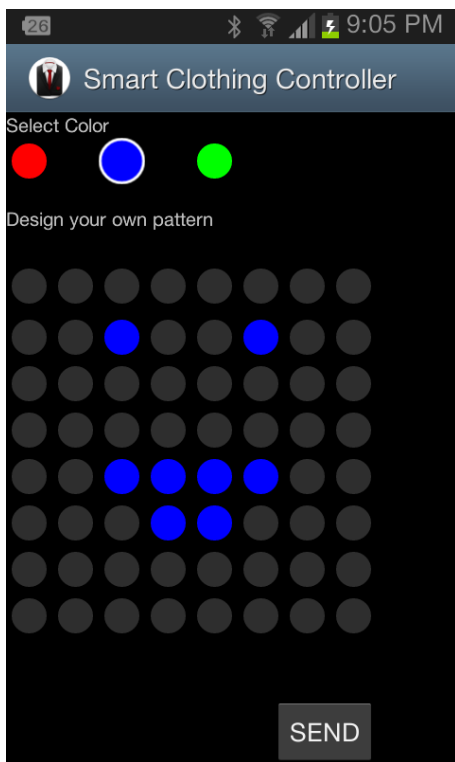 26 9:05 PM
Smart Clothing Controller
Select Color
Design your own pattern
SEND